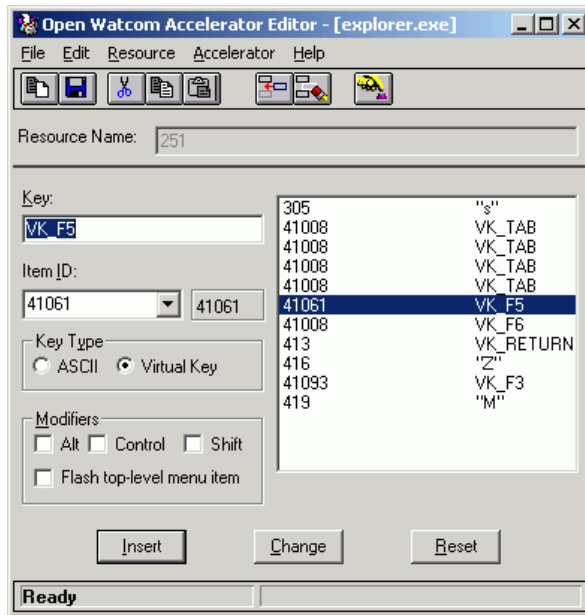 Open Watcom Accelerator Editor - [explorer.exe]
File Edit Resource Accelerator Help
Resource Name: 251
Key:
VK_F5
Item ID:
41061 41061
Key Type
ASCII Virtual Key
Modifiers
Alt Control Shift
Flash top-level menu item
305 "s"
41008 VK_TAB
41008 VK_TAB
41008 VK_TAB
41008 VK_TAB
41061 VK_F5
41008 VK_F6
413 VK_RETURN
416 "Z"
41093 VK_F3
419 "M"
Insert Change Reset
Ready